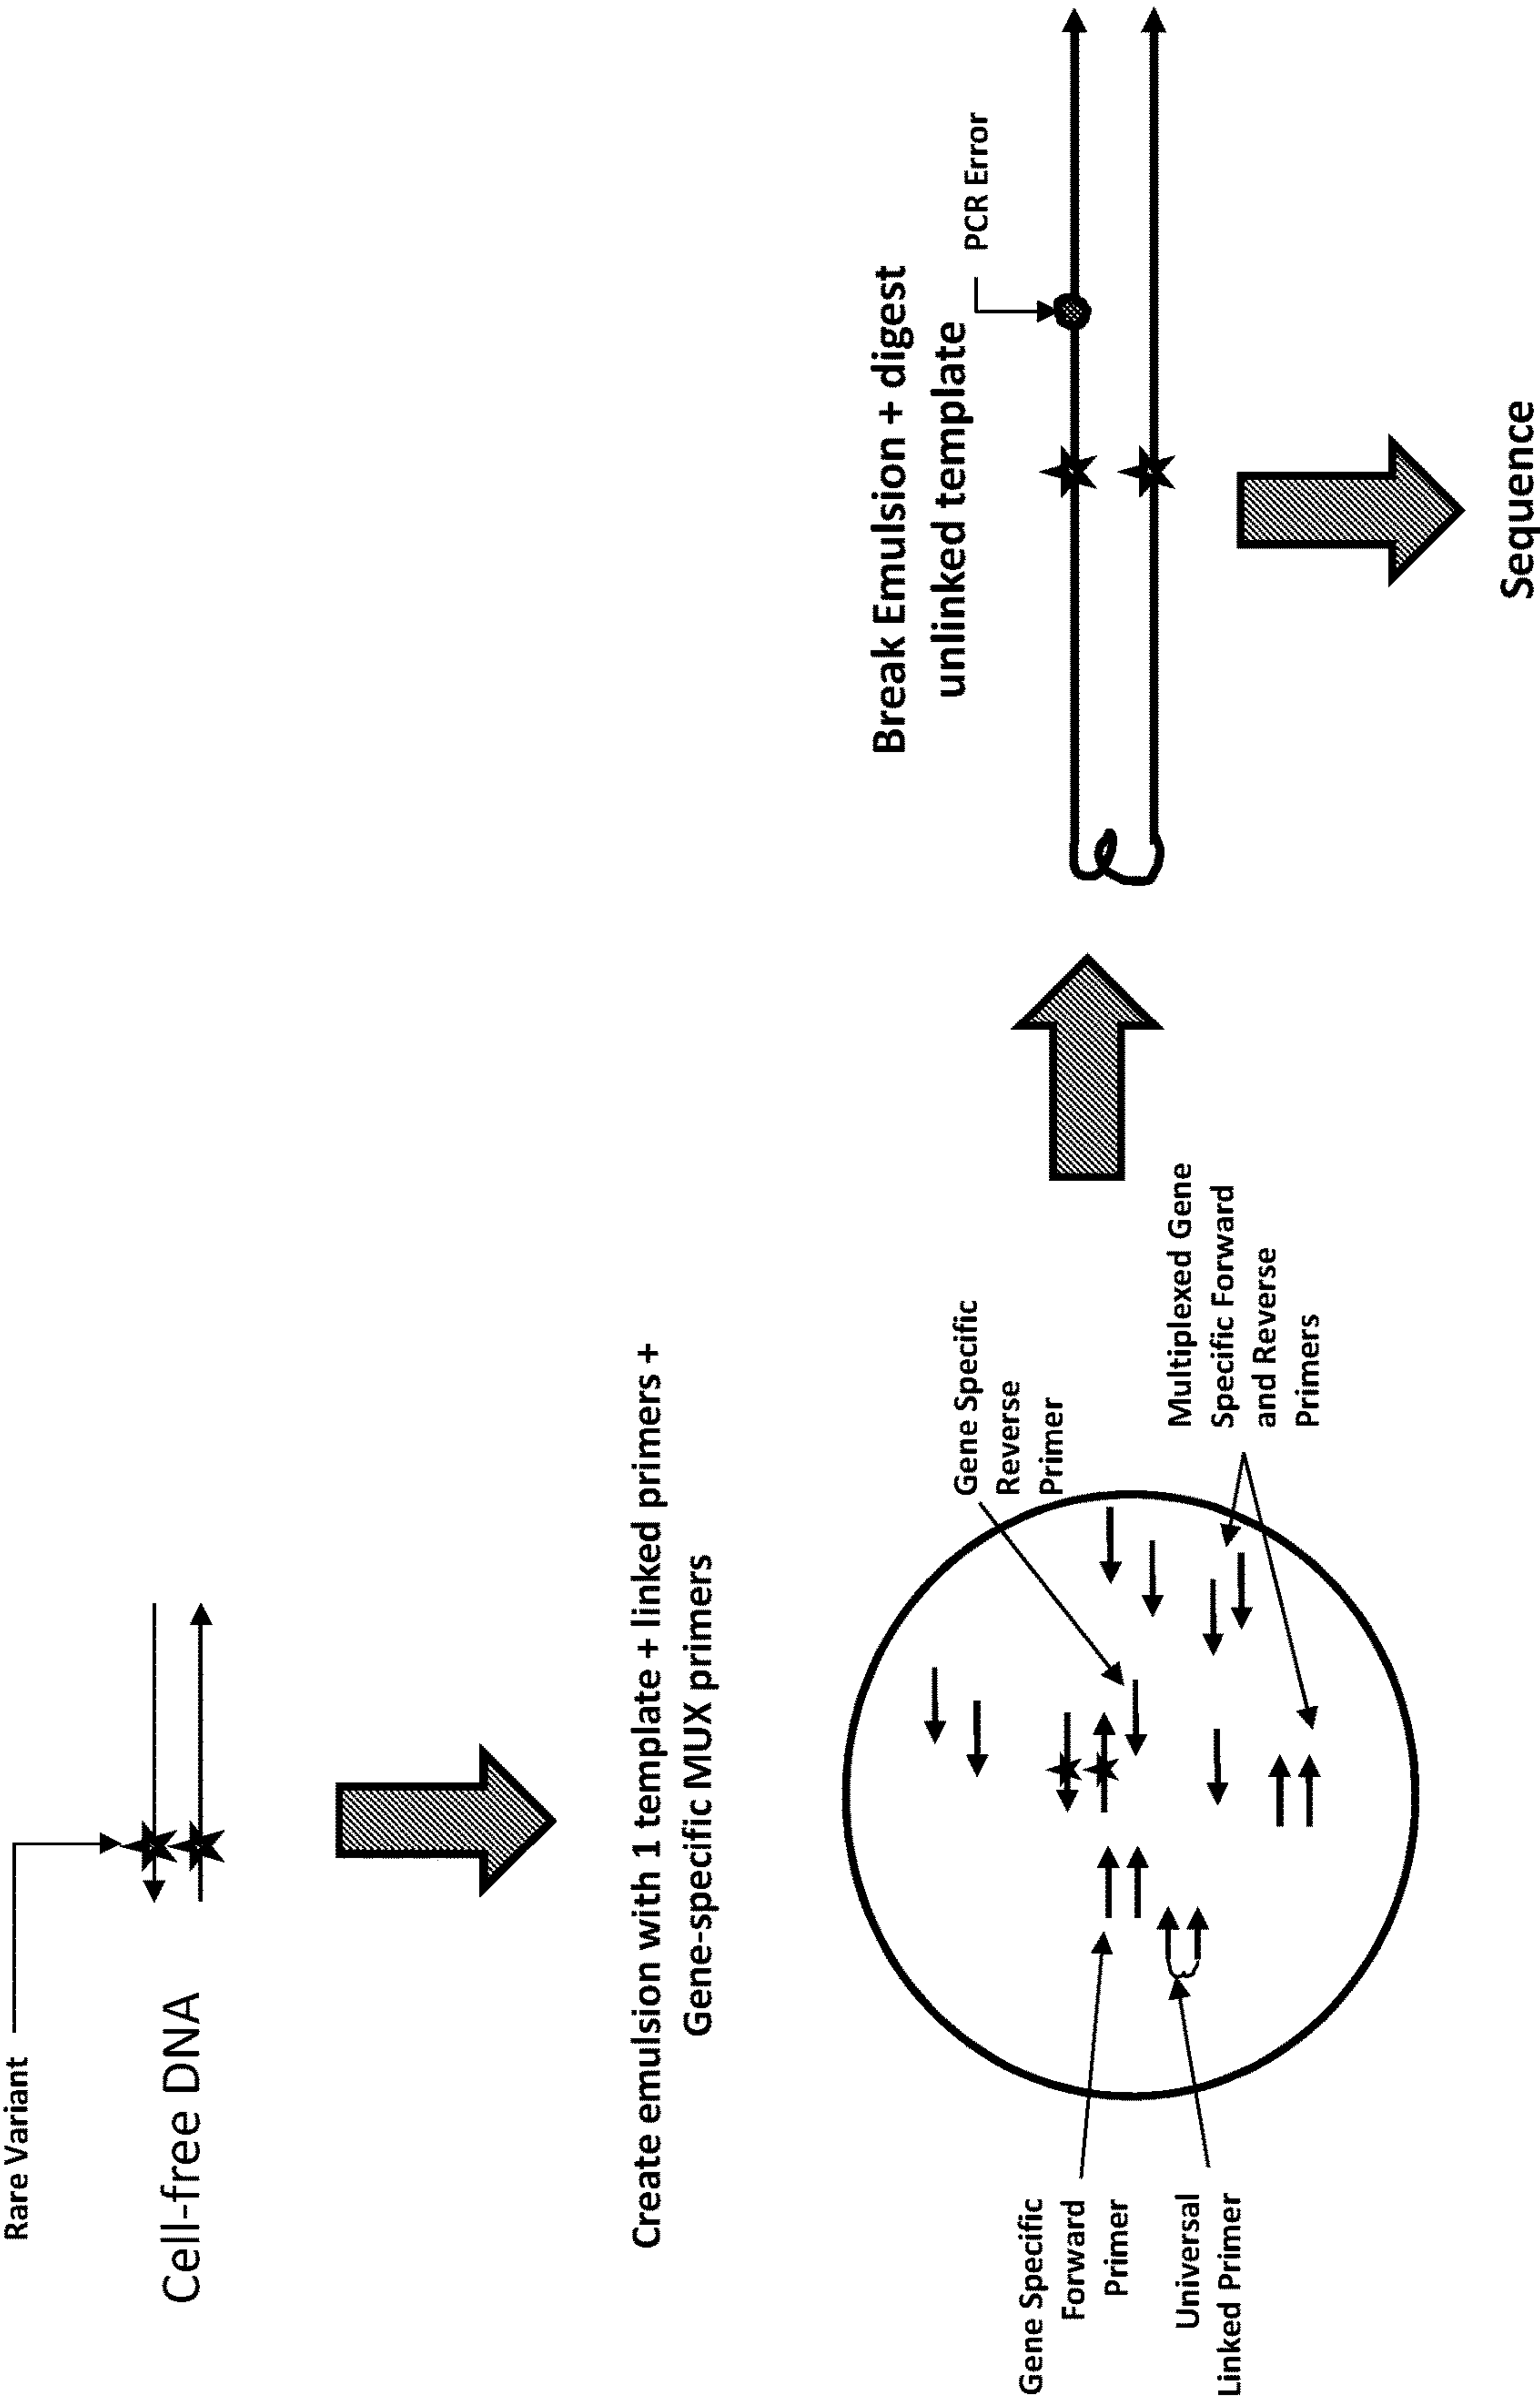 Rare Variant
Cell-free DNA
Create emulsion with 1 template + linked primers +
Gene-specific MUX primers
Gene Specific
Forward
Primer
Universal
Linked Primer
Gene Specific
Reverse
Primer
Multiplexed Gene
Specific Forward
and Reverse
Primers
Break Emulsion + digest
unlinked template
PCR Error
Sequence